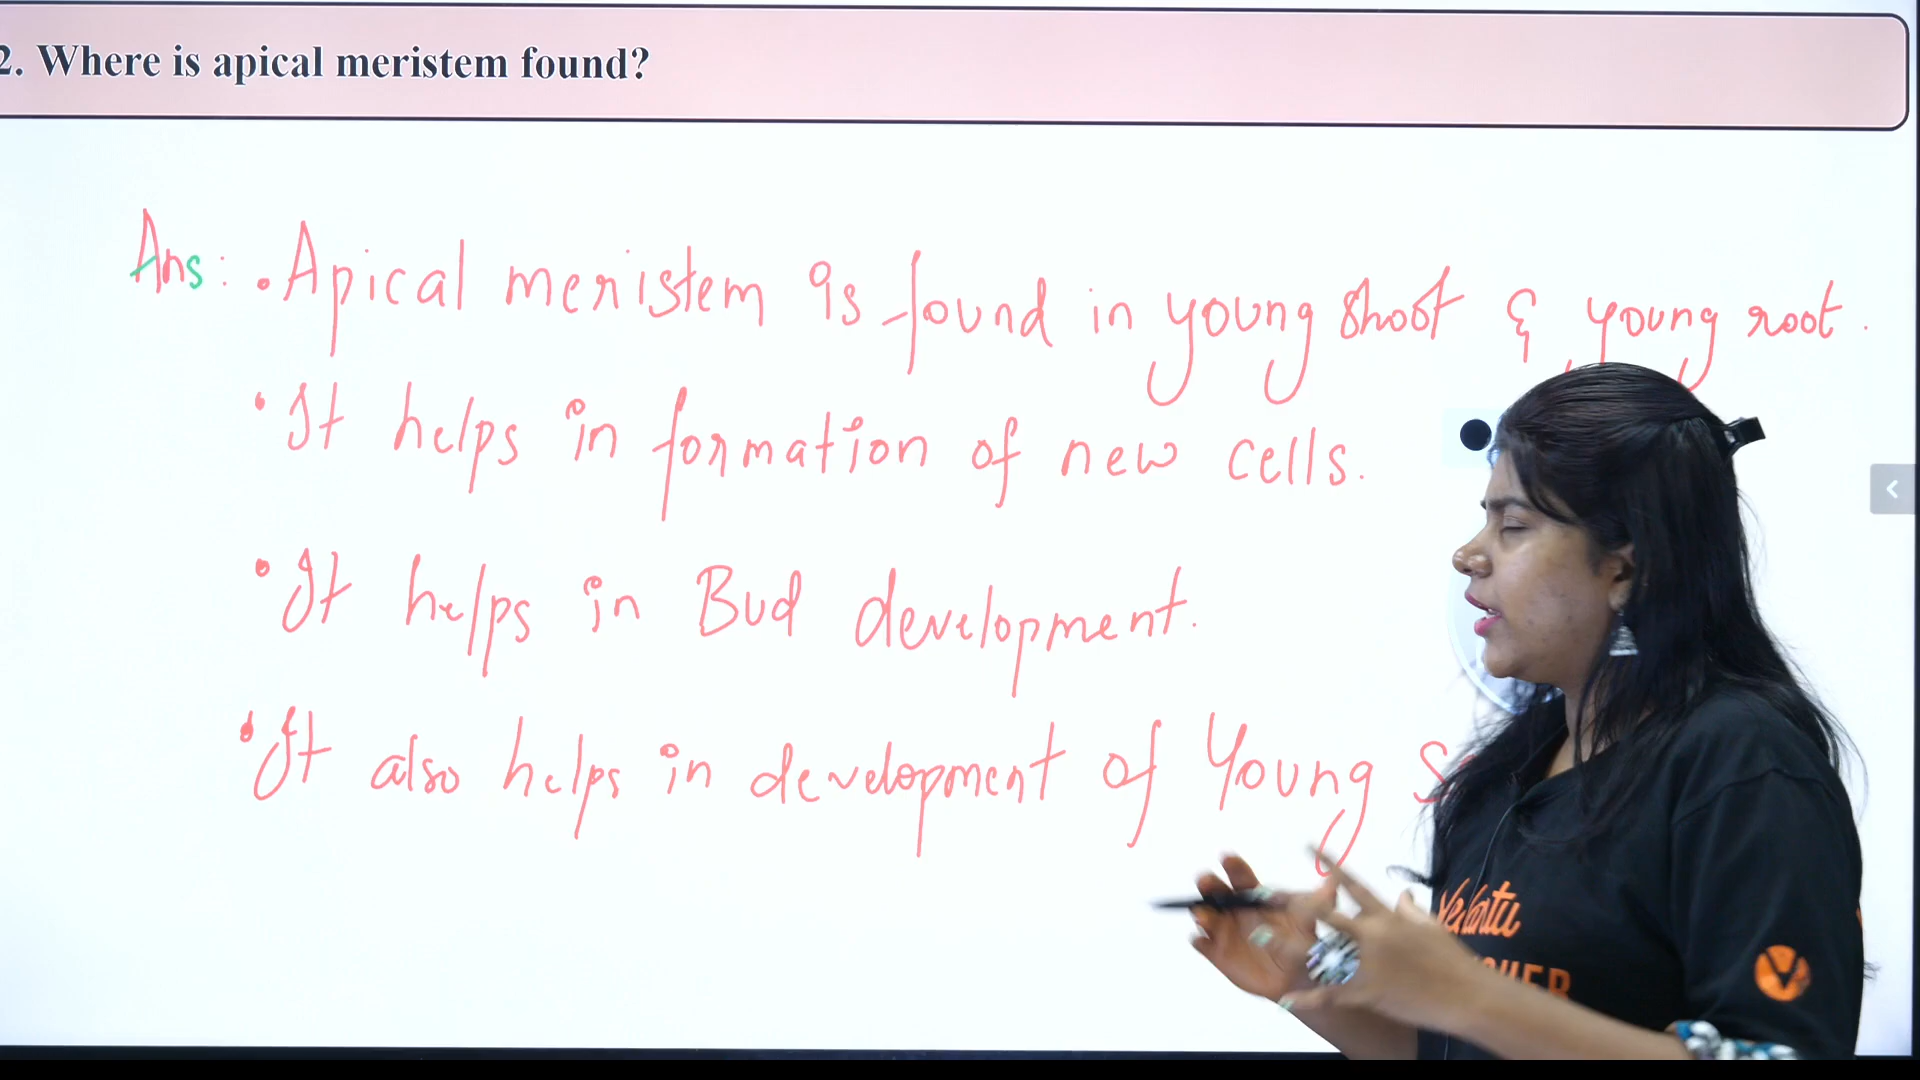 2. Where is apical meristem found?
Ans: . Apical meristem is found in young shoot & young root.
• It helps in formation of new cells.
• It helps in Bud development.
• It also helps in development of Young
Vedantu